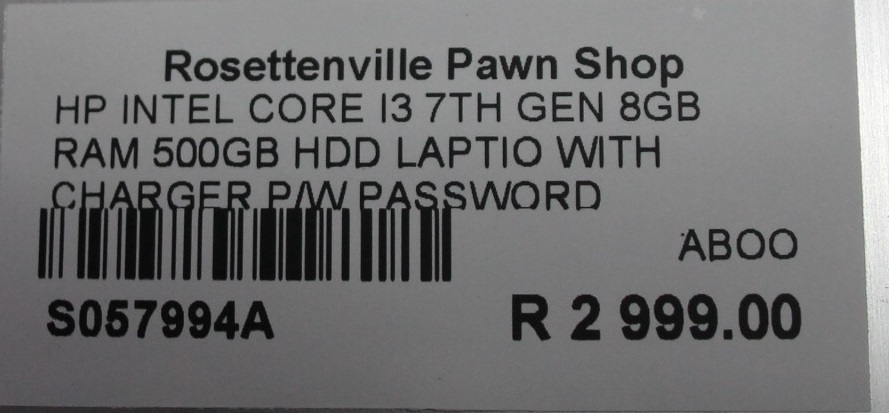 Rosettenville Pawn Shop
HP INTEL CORE I3 7TH GEN 8GB
RAM 500GB HDD LAPTIO WITH
CHARGER P/W PASSWORD
ABOO
S057994A
R 2 999.00